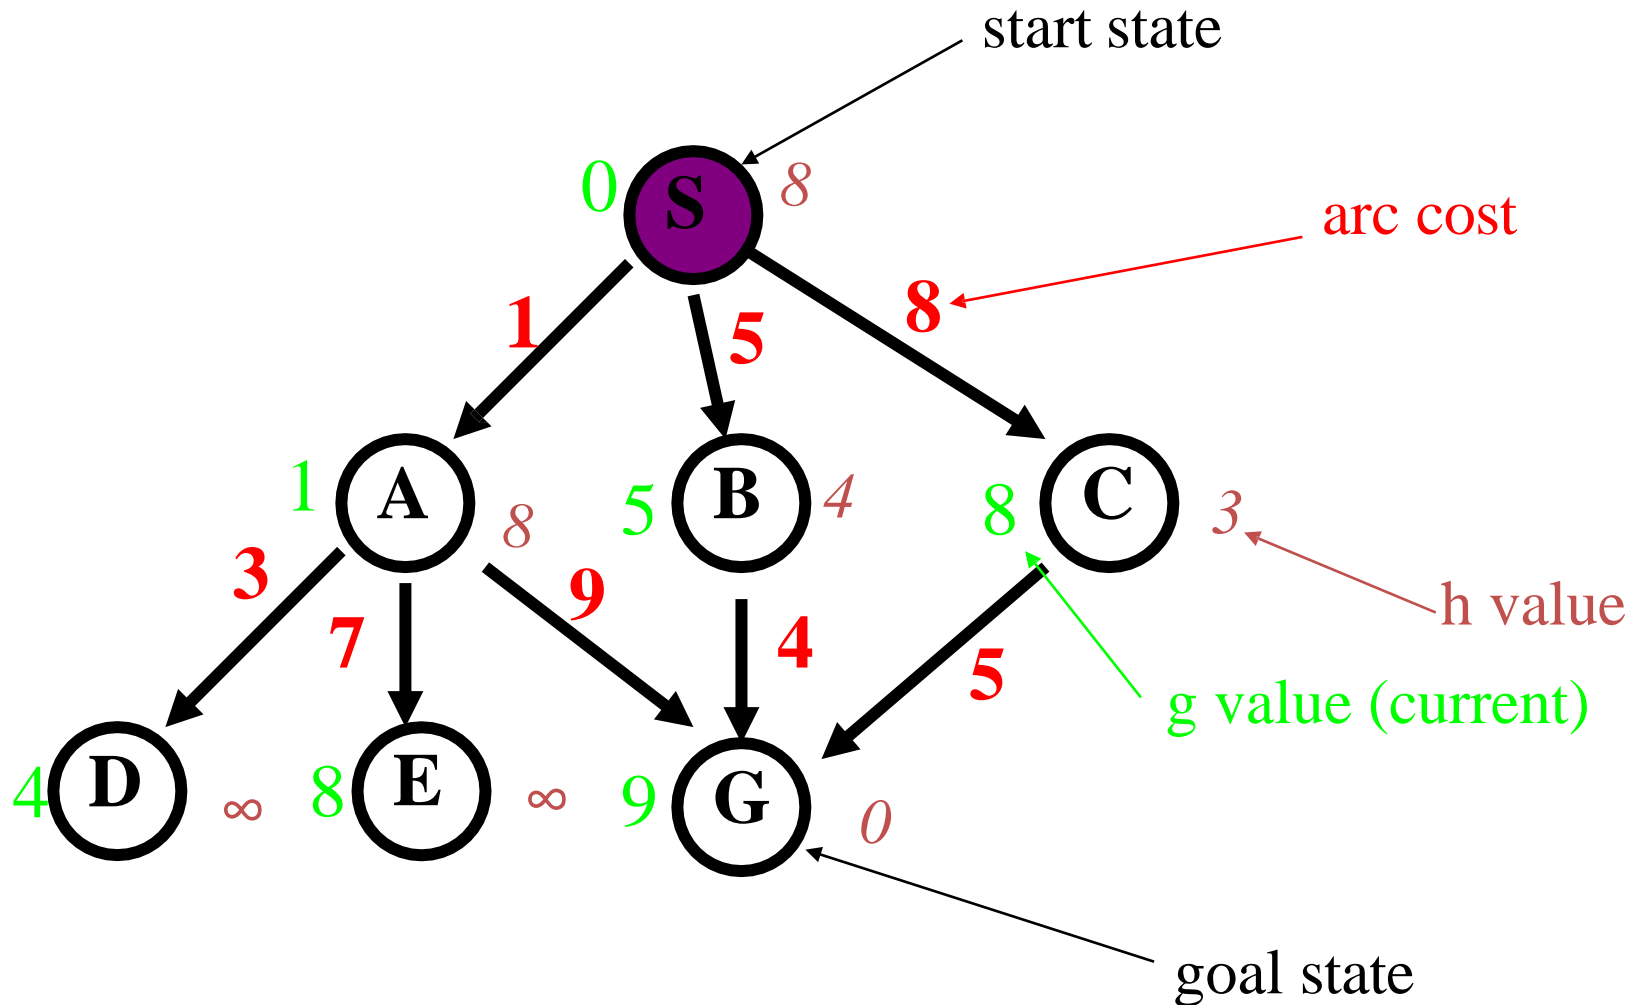 start state
0 S 8
arc cost
1 5 8
1 A 8 5 B 4 8 C 3
3 7 9 4 5
h value
g value (current)
4 D ∞ 8 E ∞ 9 G 0
goal state